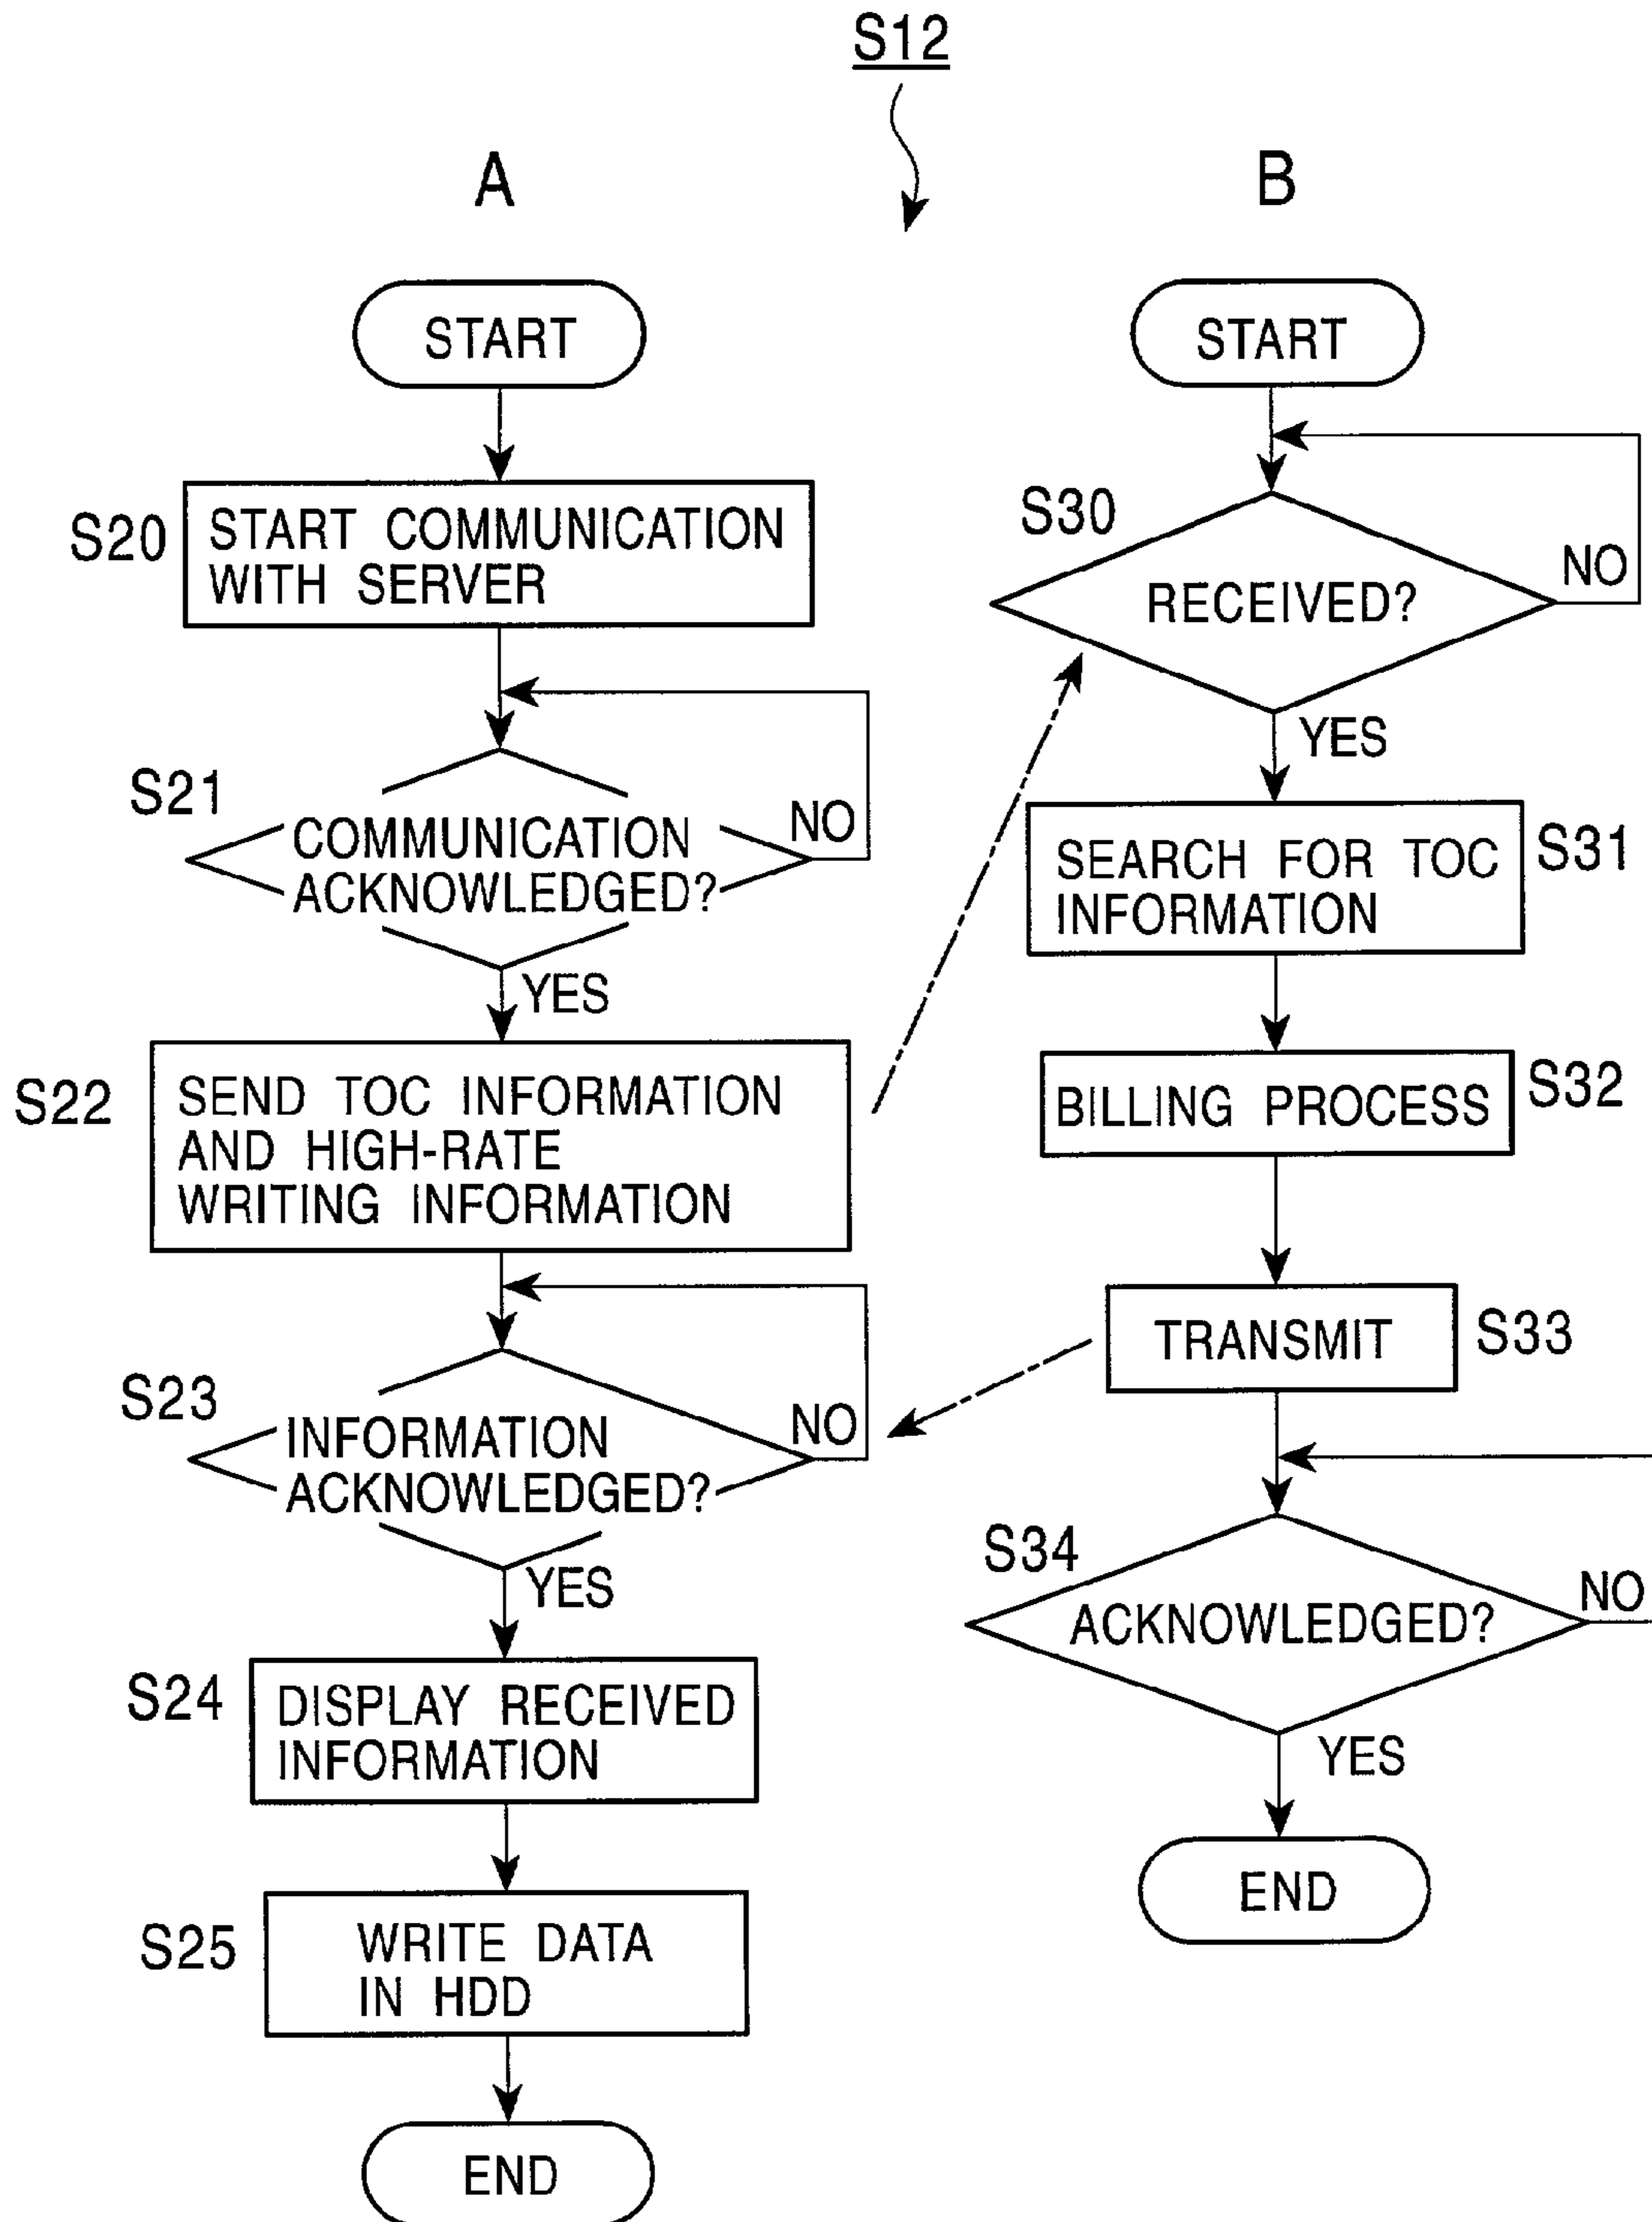 S12
A
START
S20
START COMMUNICATION
WITH SERVER
S21
COMMUNICATION
ACKNOWLEDGED?
NO
YES
S22
SEND TOC INFORMATION
AND HIGH-RATE
WRITING INFORMATION
S23
INFORMATION
ACKNOWLEDGED?
NO
YES
S24
DISPLAY RECEIVED
INFORMATION
S25
WRITE DATA
IN HDD
END
B
START
S30
RECEIVED?
NO
YES
SEARCH FOR TOC
INFORMATION
S31
BILLING PROCESS
S32
TRANSMIT
S33
S34
ACKNOWLEDGED?
NO
YES
END